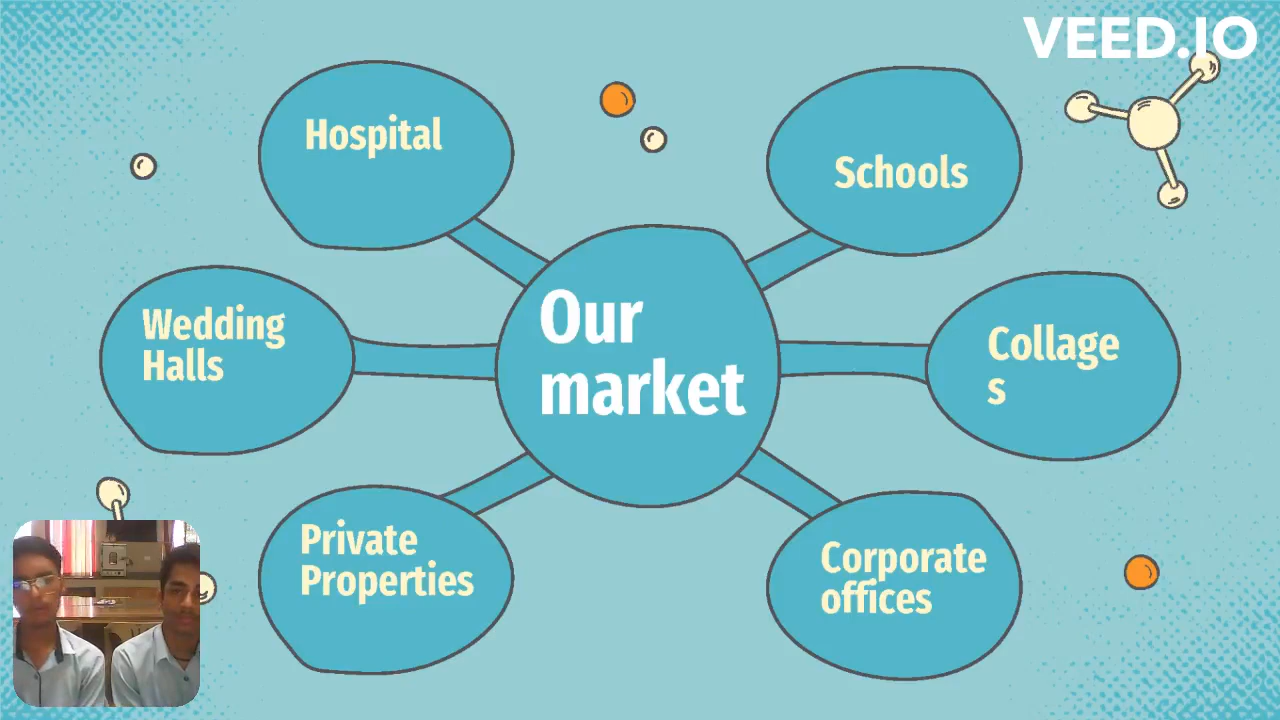 VEED.IO
Hospital
Schools
Our
market
Wedding
Halls
Collage
s
Private
Properties
Corporate
offices